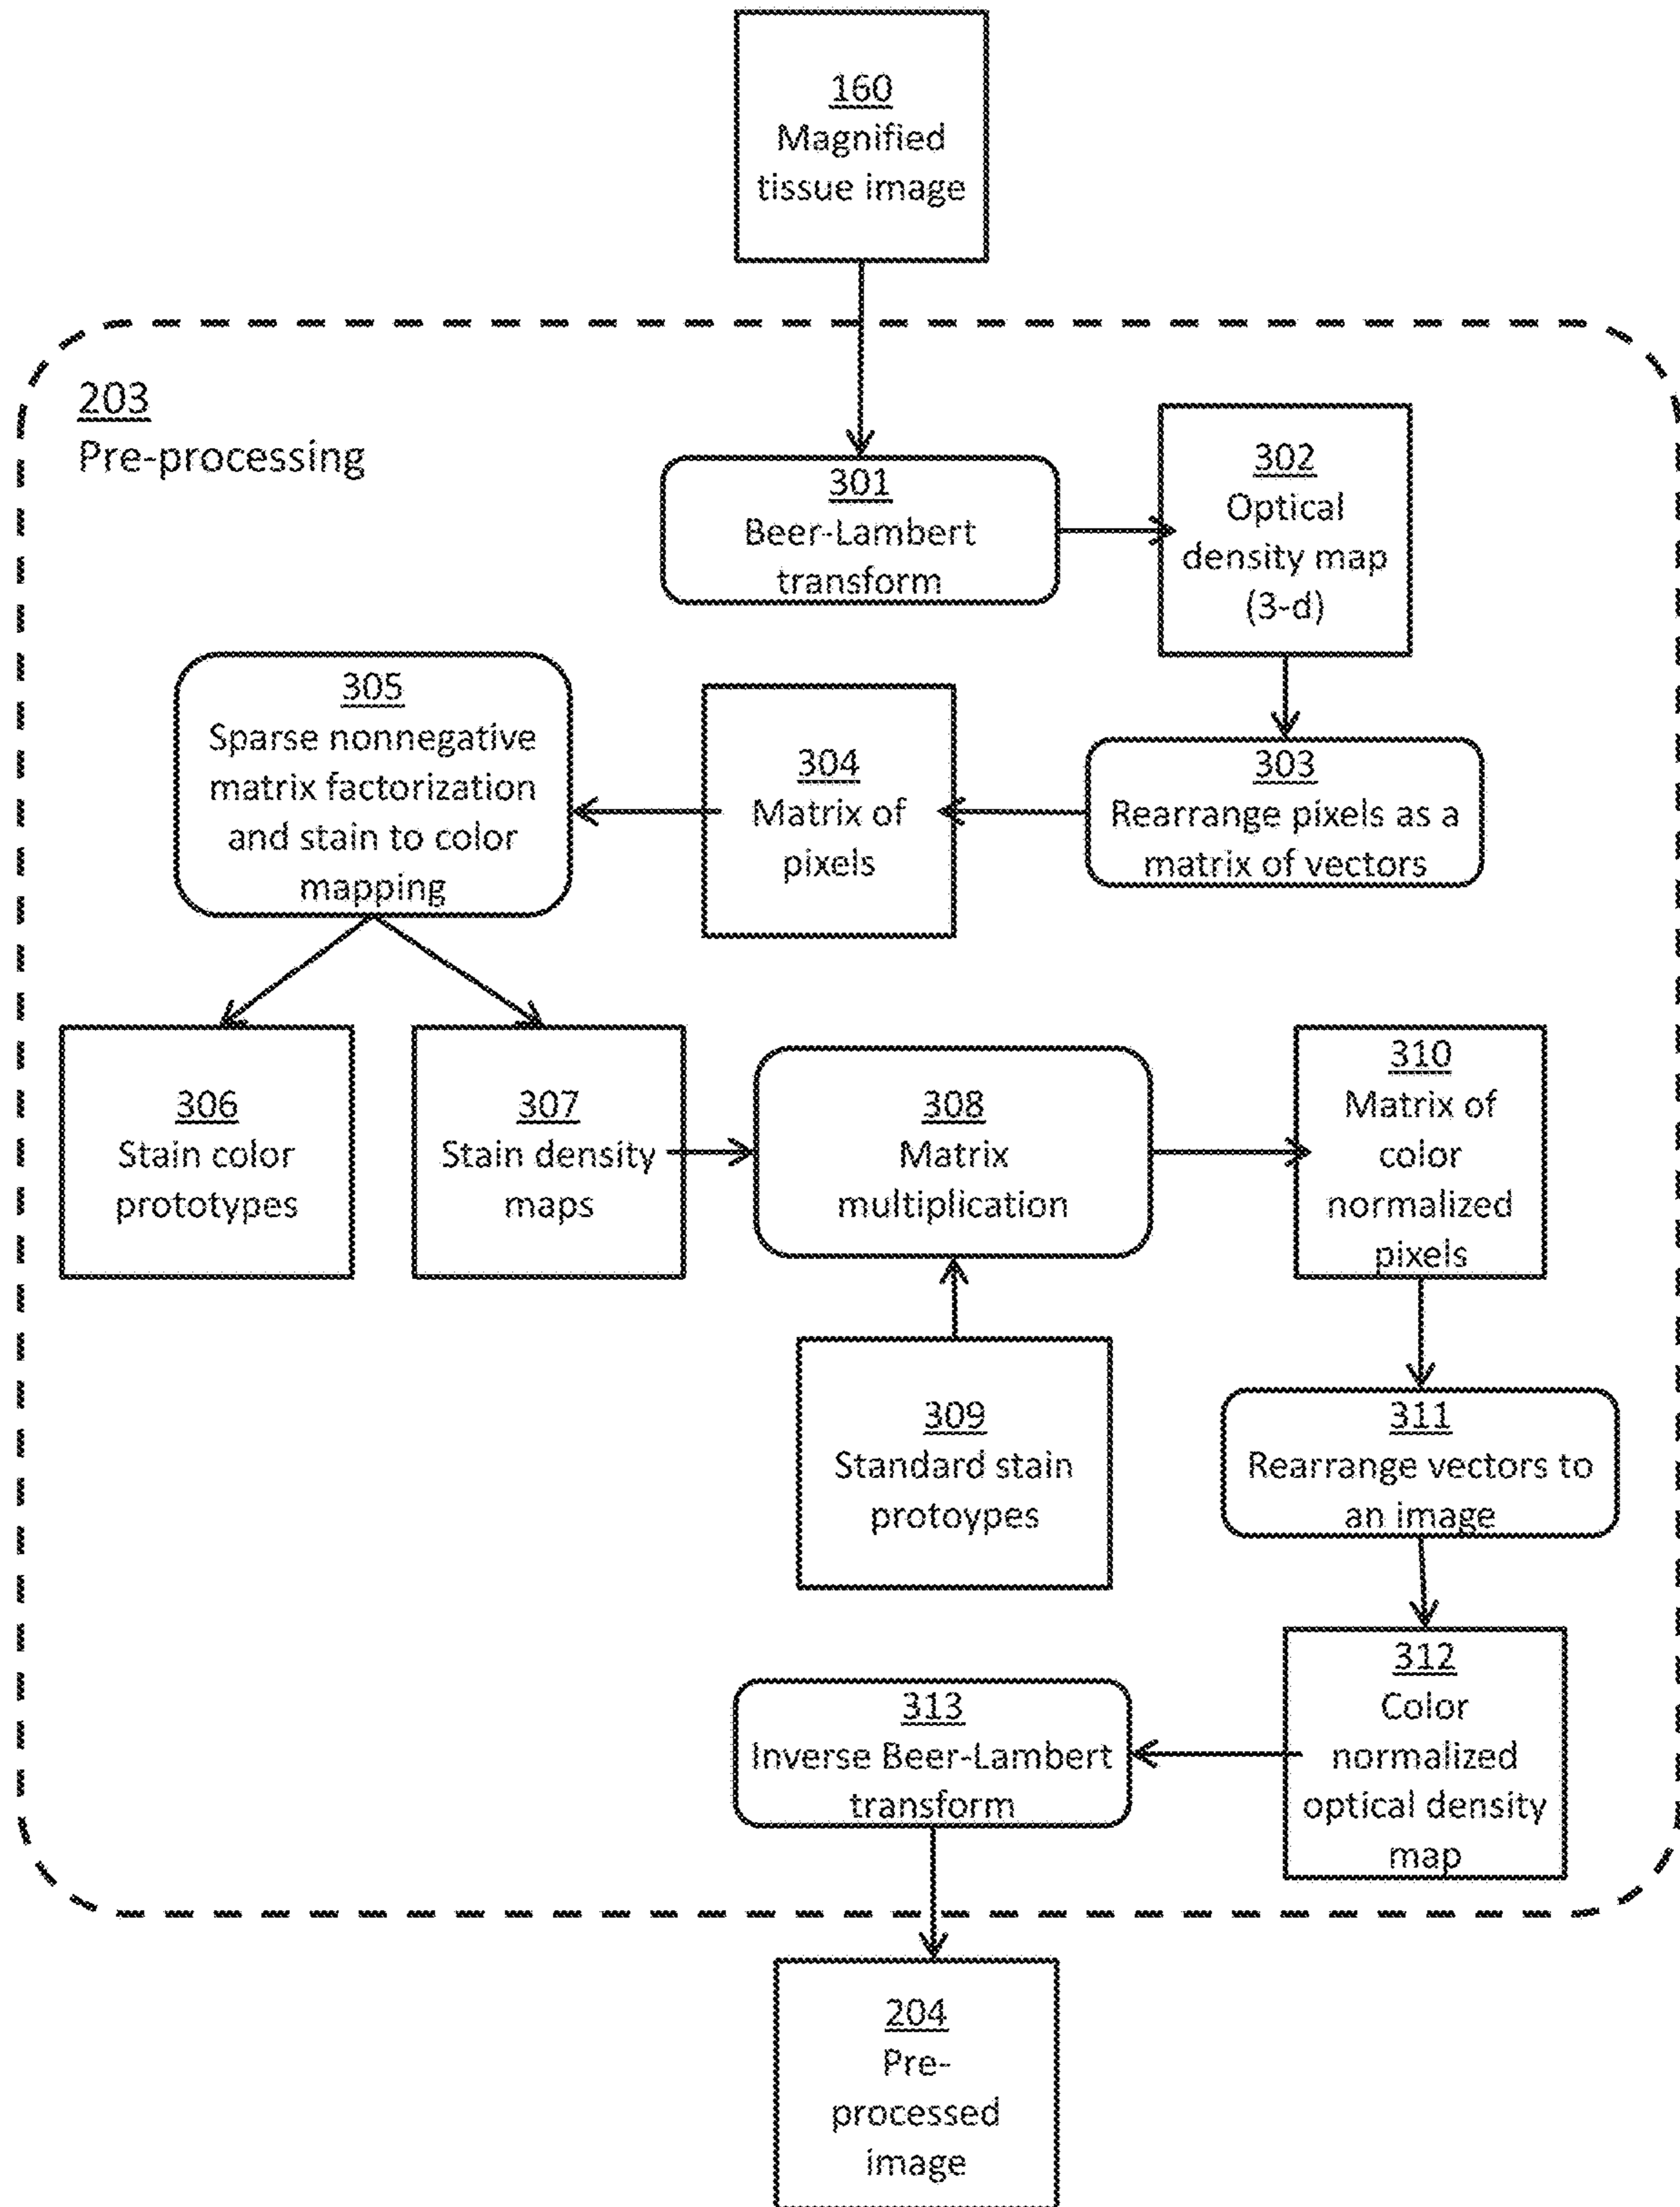 160
Magnified
tissue image
203
Pre-processing
301
Beer-Lambert
transform
302
Optical
density map
(3-d)
305
Sparse nonnegative
matrix factorization
and stain to color
mapping
304
Matrix of
pixels
303
Rearrange pixels as a
matrix of vectors
306
Stain color
prototypes
307
Stain density
maps
308
Matrix
multiplication
310
Matrix of
color
normalized
pixels
309
Standard stain
protoypes
311
Rearrange vectors to
an image
313
Inverse Beer-Lambert
transform
312
Color
normalized
optical density
map
204
Pre-
processed
image